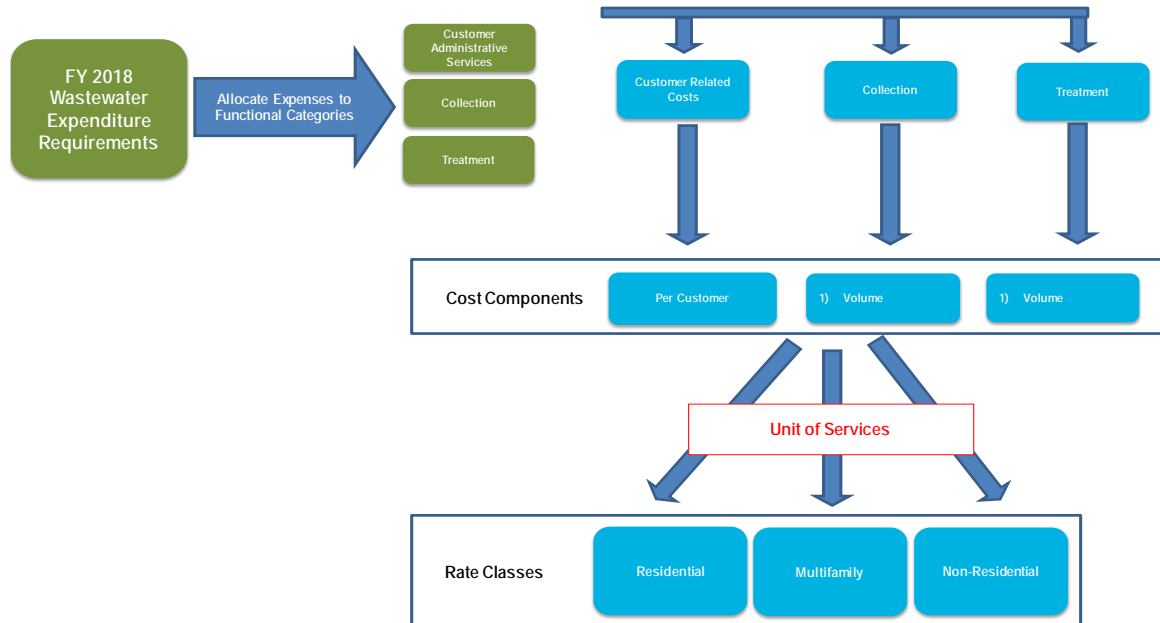 FY 2018
Wastewater
Expenditure
Requirements
Allocate Expenses to
Functional Categories
Customer
Administrative
Services
Collection
Treatment
Customer Related
Costs
Collection
Treatment
Cost Components
Per Customer
1) Volume
1) Volume
Unit of Services
Rate Classes
Residential
Multifamily
Non-Residential